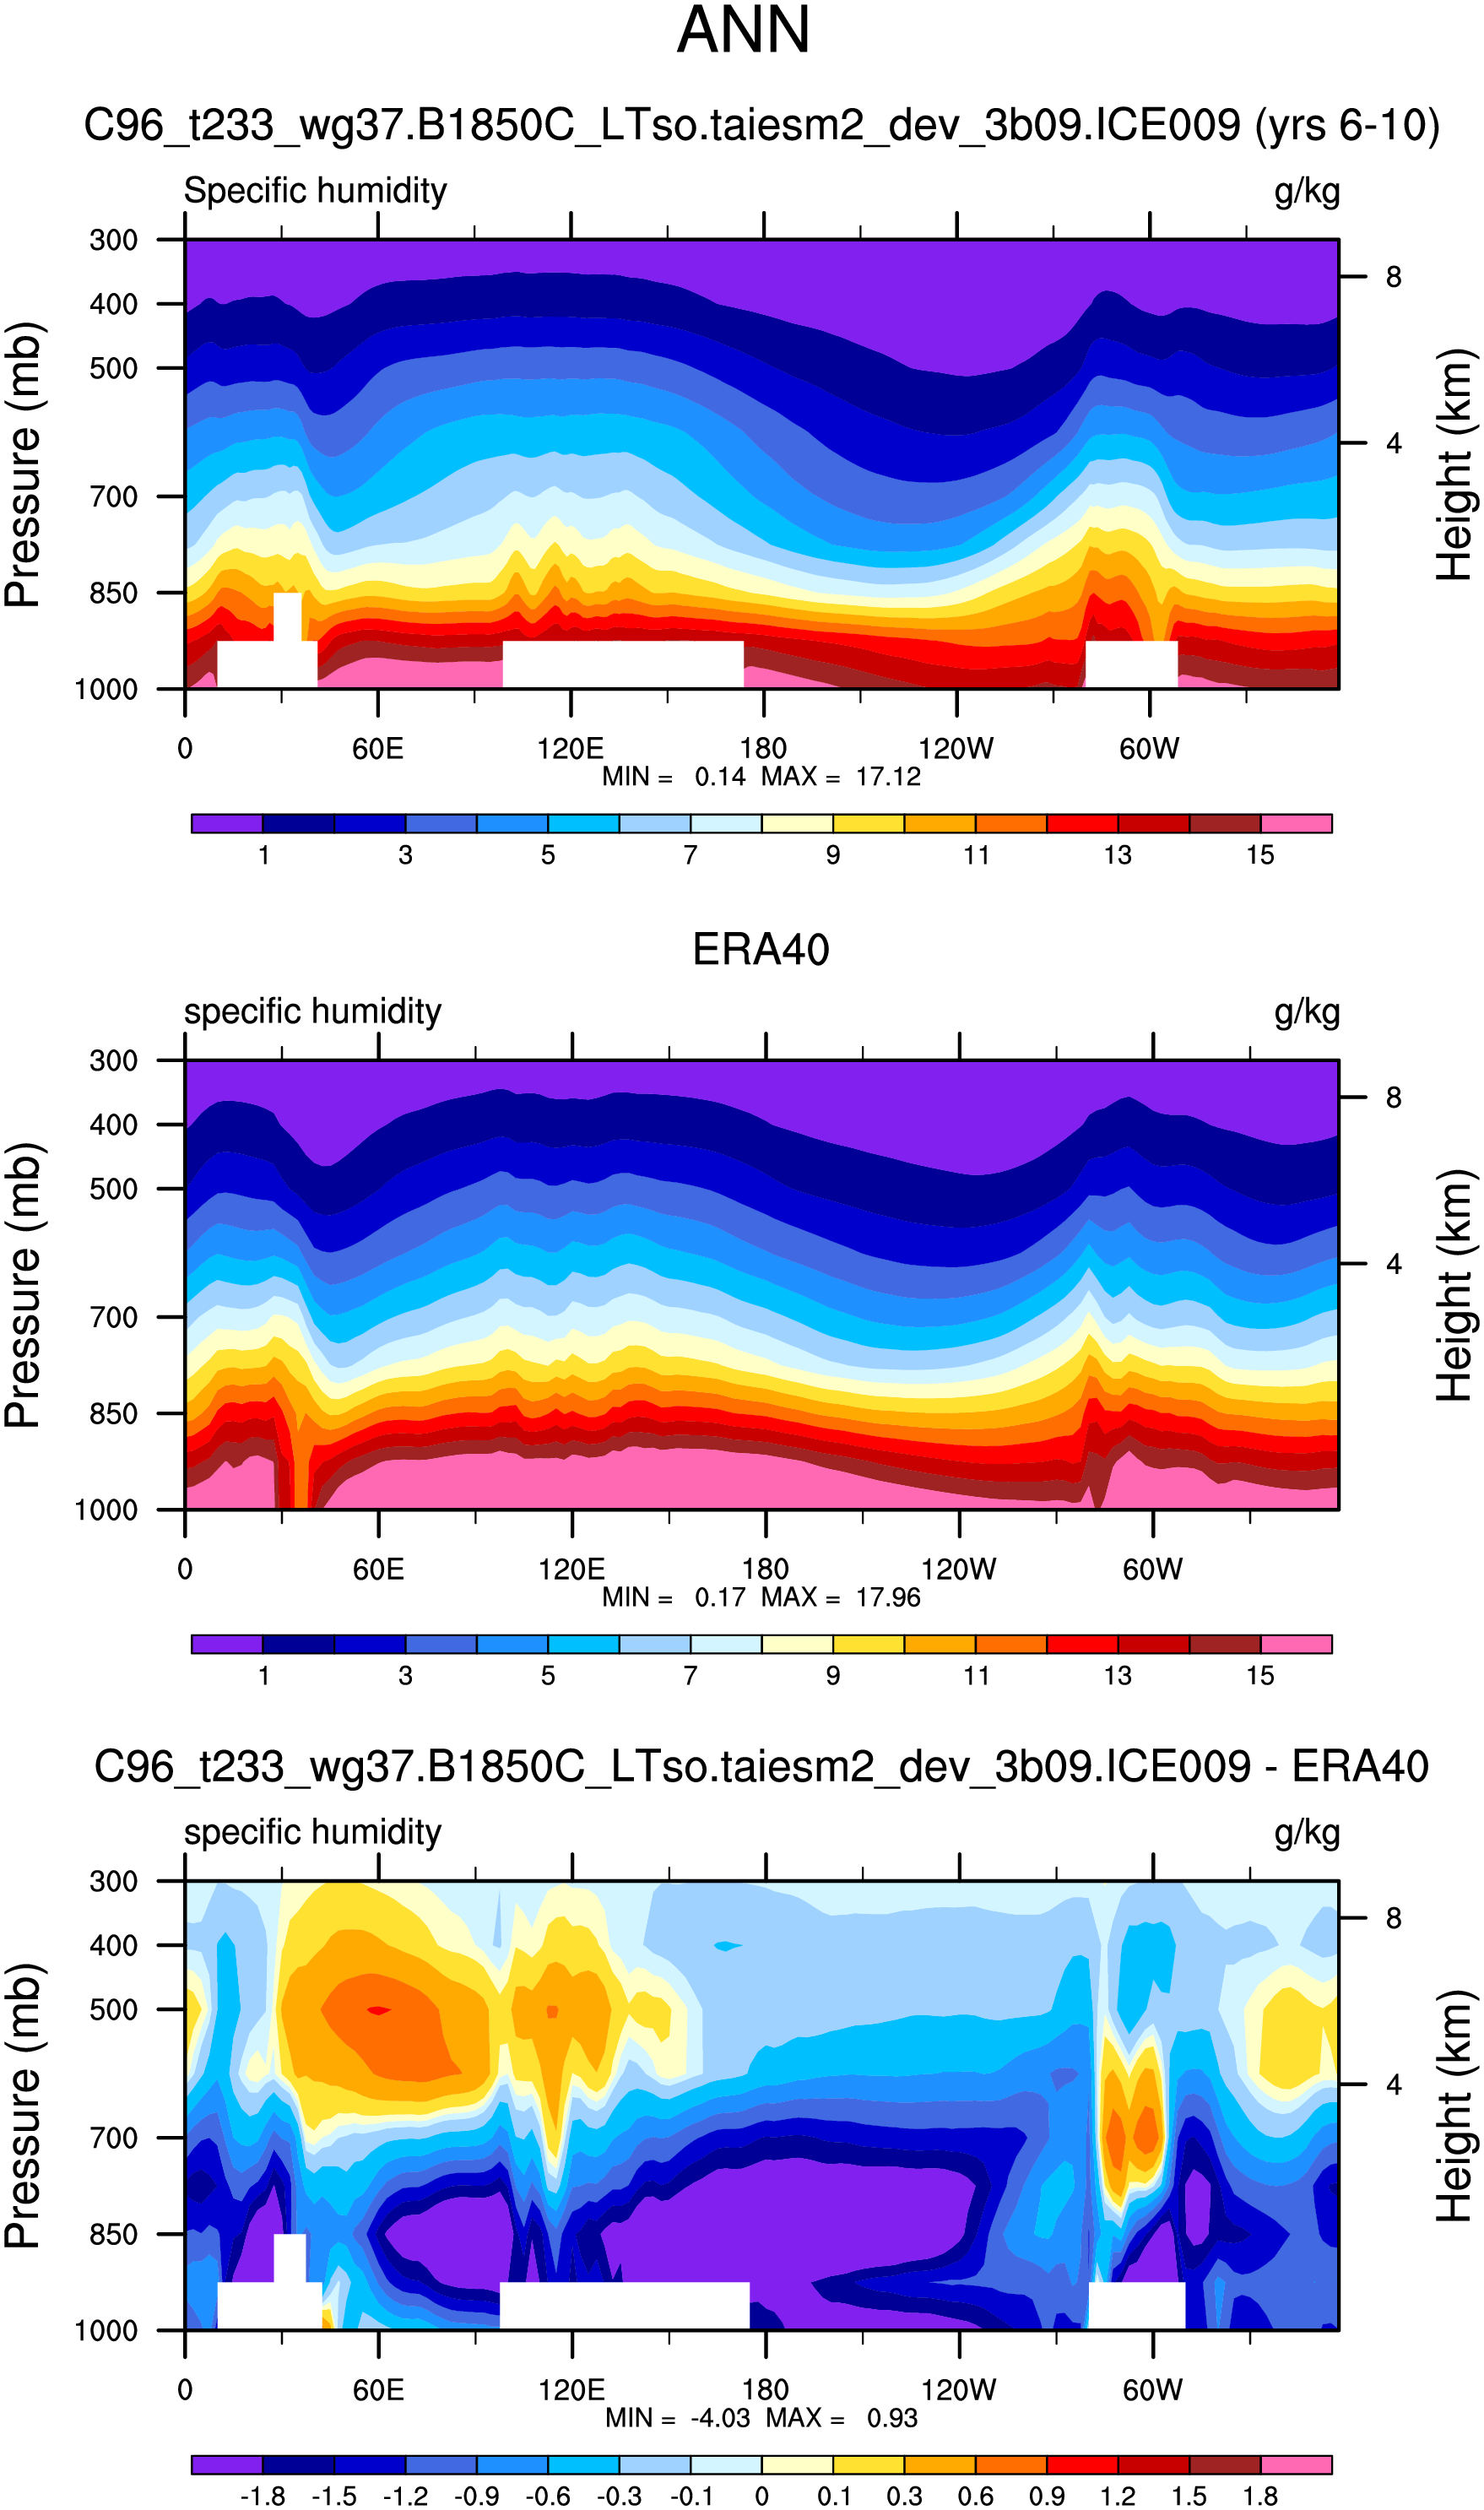 ANN
C96_t233_wg37.B1850C_LTso.taiesm2_dev_3b09.ICE009 (yrs 6-10)
Specific humidity g/kg
300
400
500
700
850
1000
Pressure (mb)
8
4
Height (km)
0 60E 120E 180 120W 60W
MIN = 0.14 MAX = 17.12
1 3 5 7 9 11 13 15
ERA40
specific humidity g/kg
300
400
500
700
850
1000
Pressure (mb)
8
4
Height (km)
0 60E 120E 180 120W 60W
MIN = 0.17 MAX = 17.96
1 3 5 7 9 11 13 15
C96_t233_wg37.B1850C_LTso.taiesm2_dev_3b09.ICE009 - ERA40
specific humidity g/kg
300
400
500
700
850
1000
Pressure (mb)
8
4
Height (km)
0 60E 120E 180 120W 60W
MIN = -4.03 MAX = 0.93
-1.8 -1.5 -1.2 -0.9 -0.6 -0.3 -0.1 0 0.1 0.3 0.6 0.9 1.2 1.5 1.8